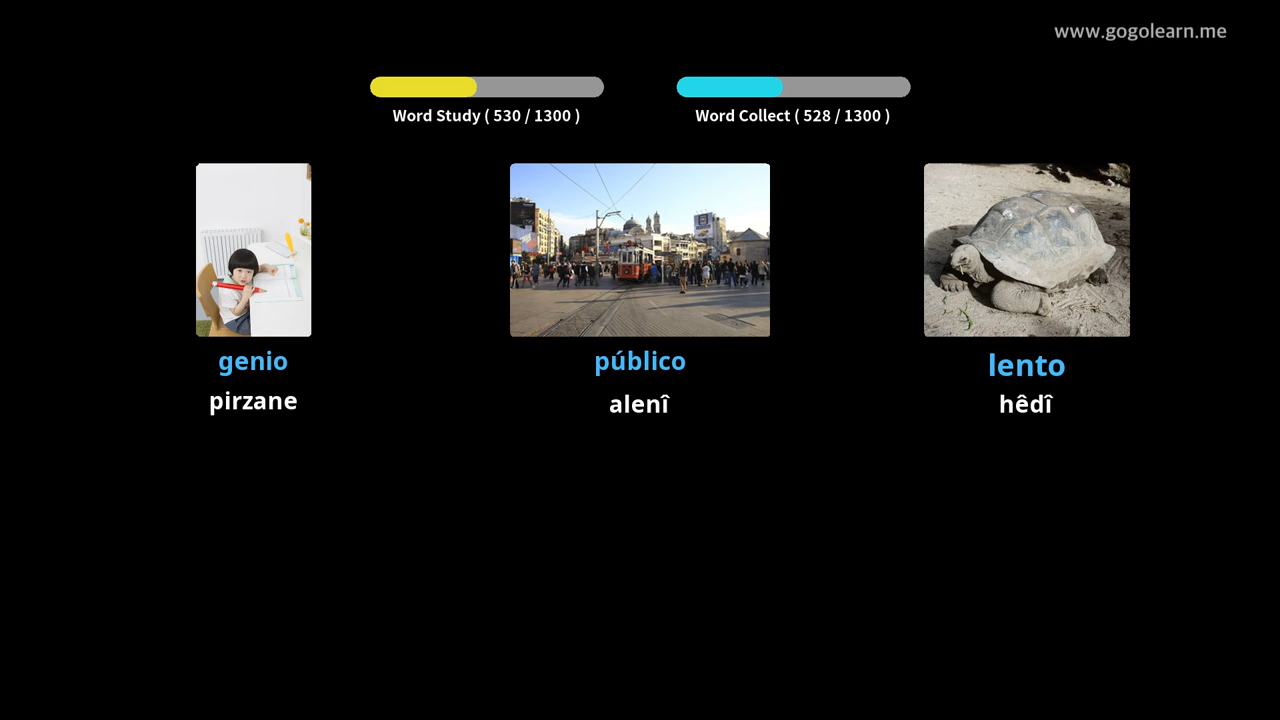 www.gogolearn.me
Word Study ( 530 / 1300 )
Word Collect ( 528 / 1300 )
genio
público
lento
pirzane
alenî
hêdî